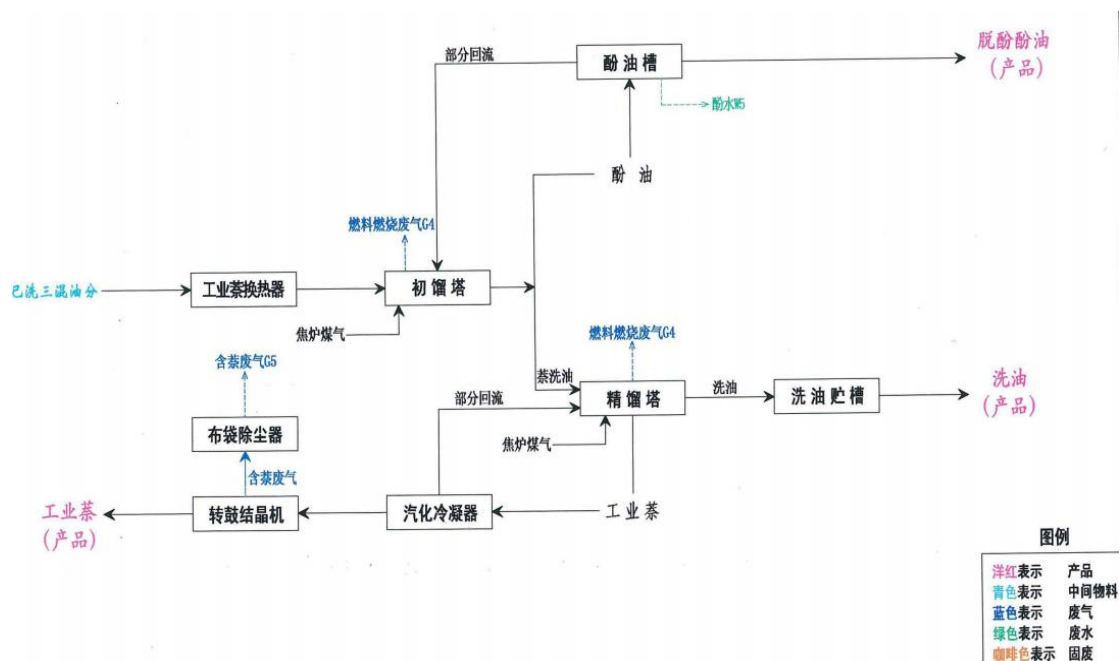 部分回流
酚油槽
脱酚酚油
(产品)
酚水W5
酚 油
燃料燃烧废气G4
已洗三混油分
工业萘换热器
初馏塔
焦炉煤气
燃料燃烧废气G4
含萘废气G5
萘洗油
部分回流
精馏塔
洗油
洗油贮槽
洗油
(产品)
布袋除尘器
焦炉煤气
含萘废气
工业萘
(产品)
转鼓结晶机
汽化冷凝器
工业萘
图例
洋红表示 产品
青色表示 中间物料
蓝色表示 废气
绿色表示 废水
咖啡色表示 固废